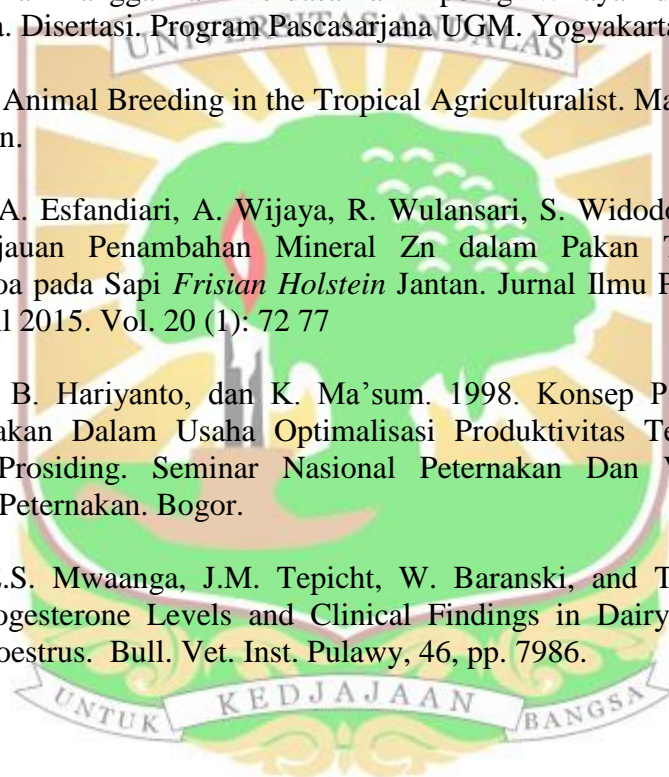 a. Disertasi. Program Pascasarjana UGM. Yogyakarta
UNIVERSITAS ANDALAS
Animal Breeding in the Tropical Agriculturalist. Ma
n.
A. Esfandiari, A. Wijaya, R. Wulansari, S. Widodo
jauan Penambahan Mineral Zn dalam Pakan T
oa pada Sapi Frisian Holstein Jantan. Jurnal Ilmu P
il 2015. Vol. 20 (1): 72 77
B. Hariyanto, dan K. Ma’sum. 1998. Konsep P
akan Dalam Usaha Optimalisasi Produktivitas Te
Prosiding. Seminar Nasional Peternakan Dan V
Peternakan. Bogor.
.S. Mwaanga, J.M. Tepicht, W. Baranski, and T
ogesterone Levels and Clinical Findings in Dairy
oestrus. Bull. Vet. Inst. Pulawy, 46, pp. 7986.
UNTUK KEDJAJAAN BANGSA